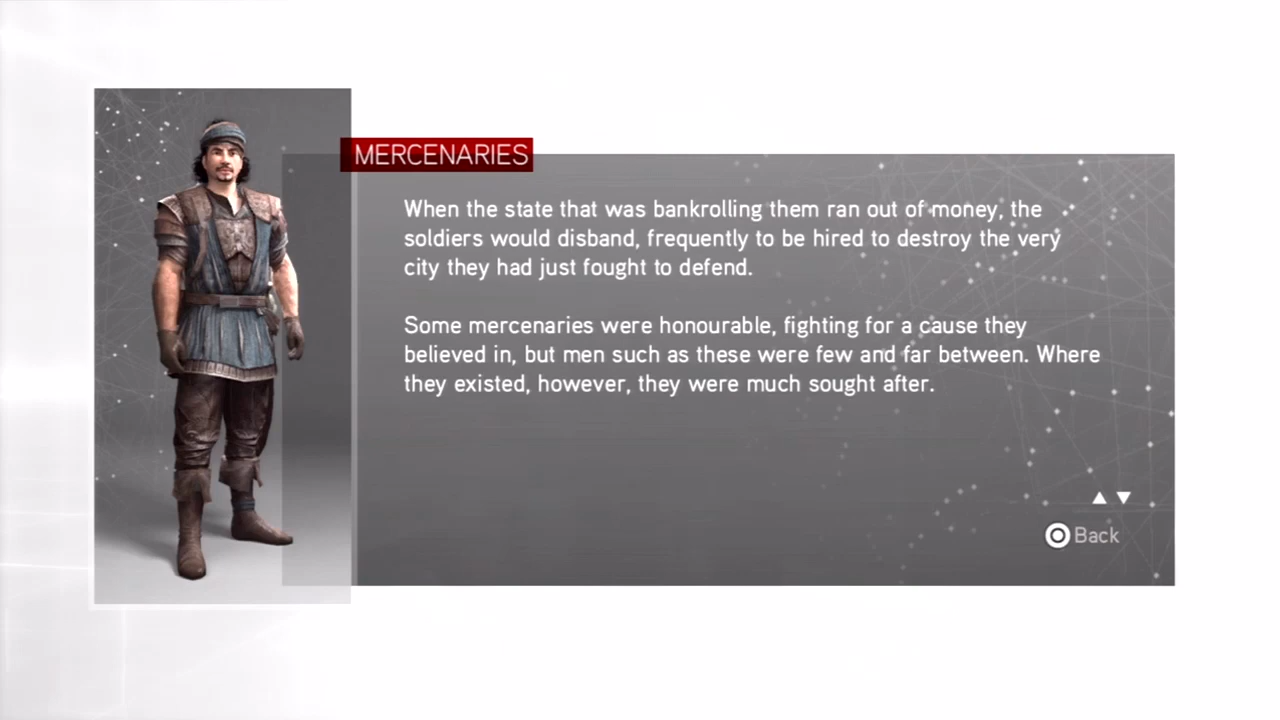 MERCENARIES
When the state that was bankrolling them ran out of money, the
soldiers would disband, frequently to be hired to destroy the very
city they had just fought to defend.
Some mercenaries were honourable, fighting for a cause they
believed in, but men such as these were few and far between. Where
they existed, however, they were much sought after.
Back